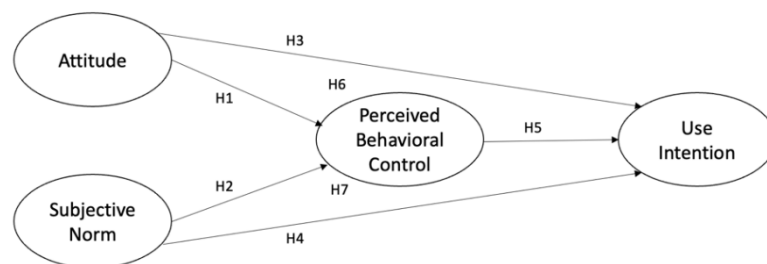 H3
Attitude
H6
H1
Perceived
Behavioral
Control
H5
Use
Intention
H2
H7
Subjective
Norm
H4